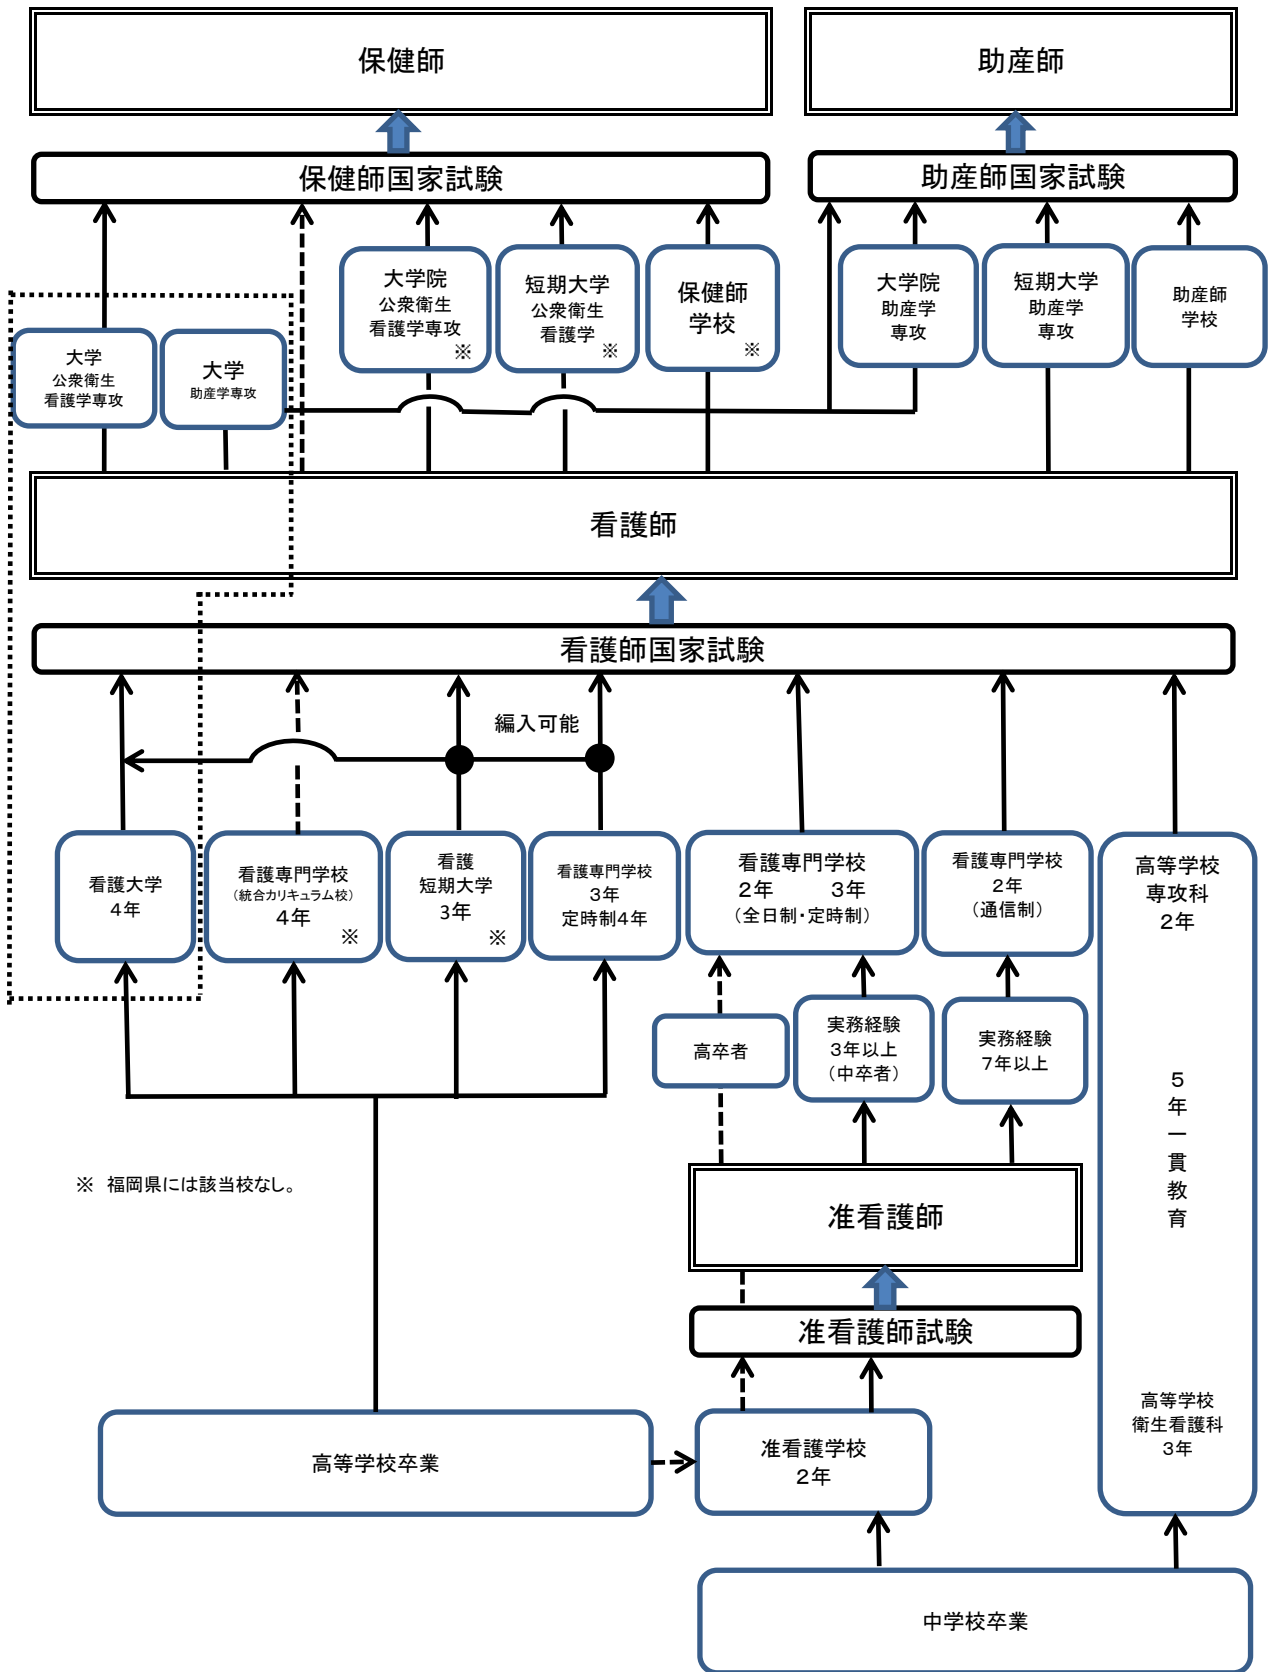 保健師
助産師
保健師国家試験
助産師国家試験
大学
公衆衛生
看護学専攻
大学
助産学専攻
大学院
公衆衛生
看護学専攻
※
短期大学
公衆衛生
看護学
※
保健師
学校
※
大学院
助産学
専攻
短期大学
助産学
専攻
助産師
学校
看護師
看護師国家試験
編入可能
看護大学
4年
看護専門学校
（統合カリキュラム校）
4年
※
看護
短期大学
3年
※
看護専門学校
3年
定時制4年
看護専門学校
2年 3年
（全日制・定時制）
看護専門学校
2年
（通信制）
高等学校
専攻科
2年
高卒者
実務経験
3年以上
（中卒者）
実務経験
7年以上
5年一貫教育
※ 福岡県には該当校なし。
准看護師
准看護師試験
高等学校
衛生看護科
3年
高等学校卒業
准看護学校
2年
中学校卒業